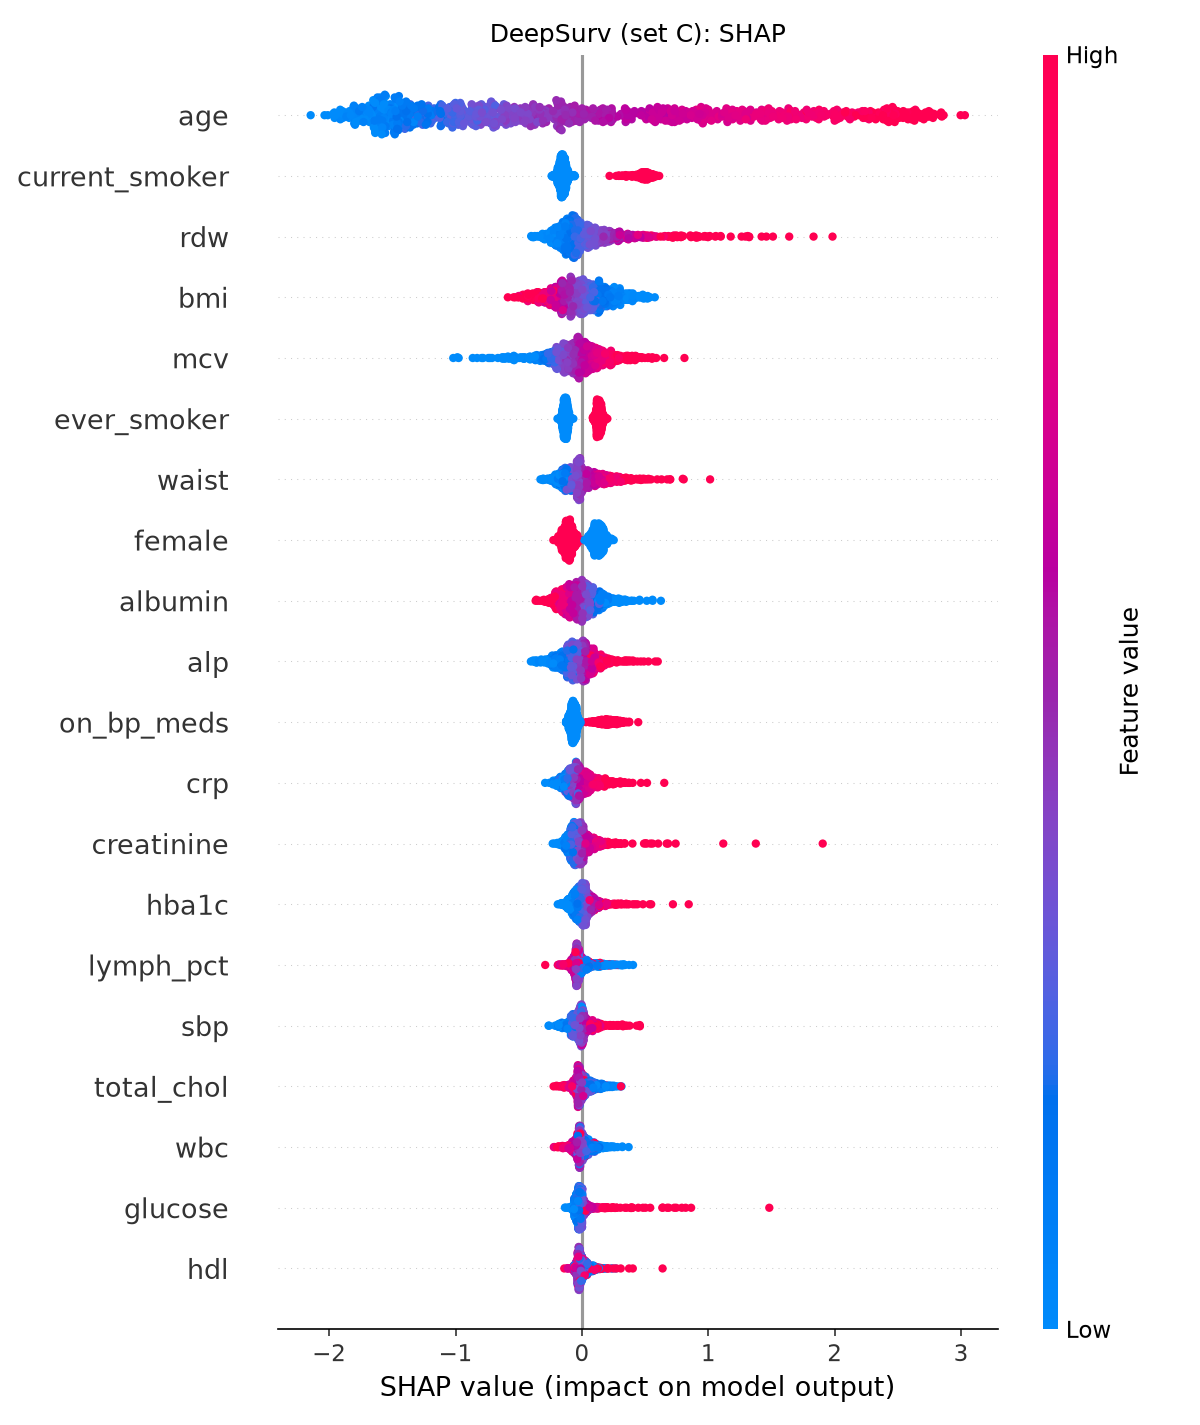 DeepSurv (set C): SHAP
High
age
current_smoker
rdw
bmi
mcv
ever_smoker
waist
female
albumin
alp
on_bp_meds
crp
creatinine
hba1c
lymph_pct
sbp
total_chol
wbc
glucose
hdl
Feature value
Low
−2 −1 0 1 2 3
SHAP value (impact on model output)